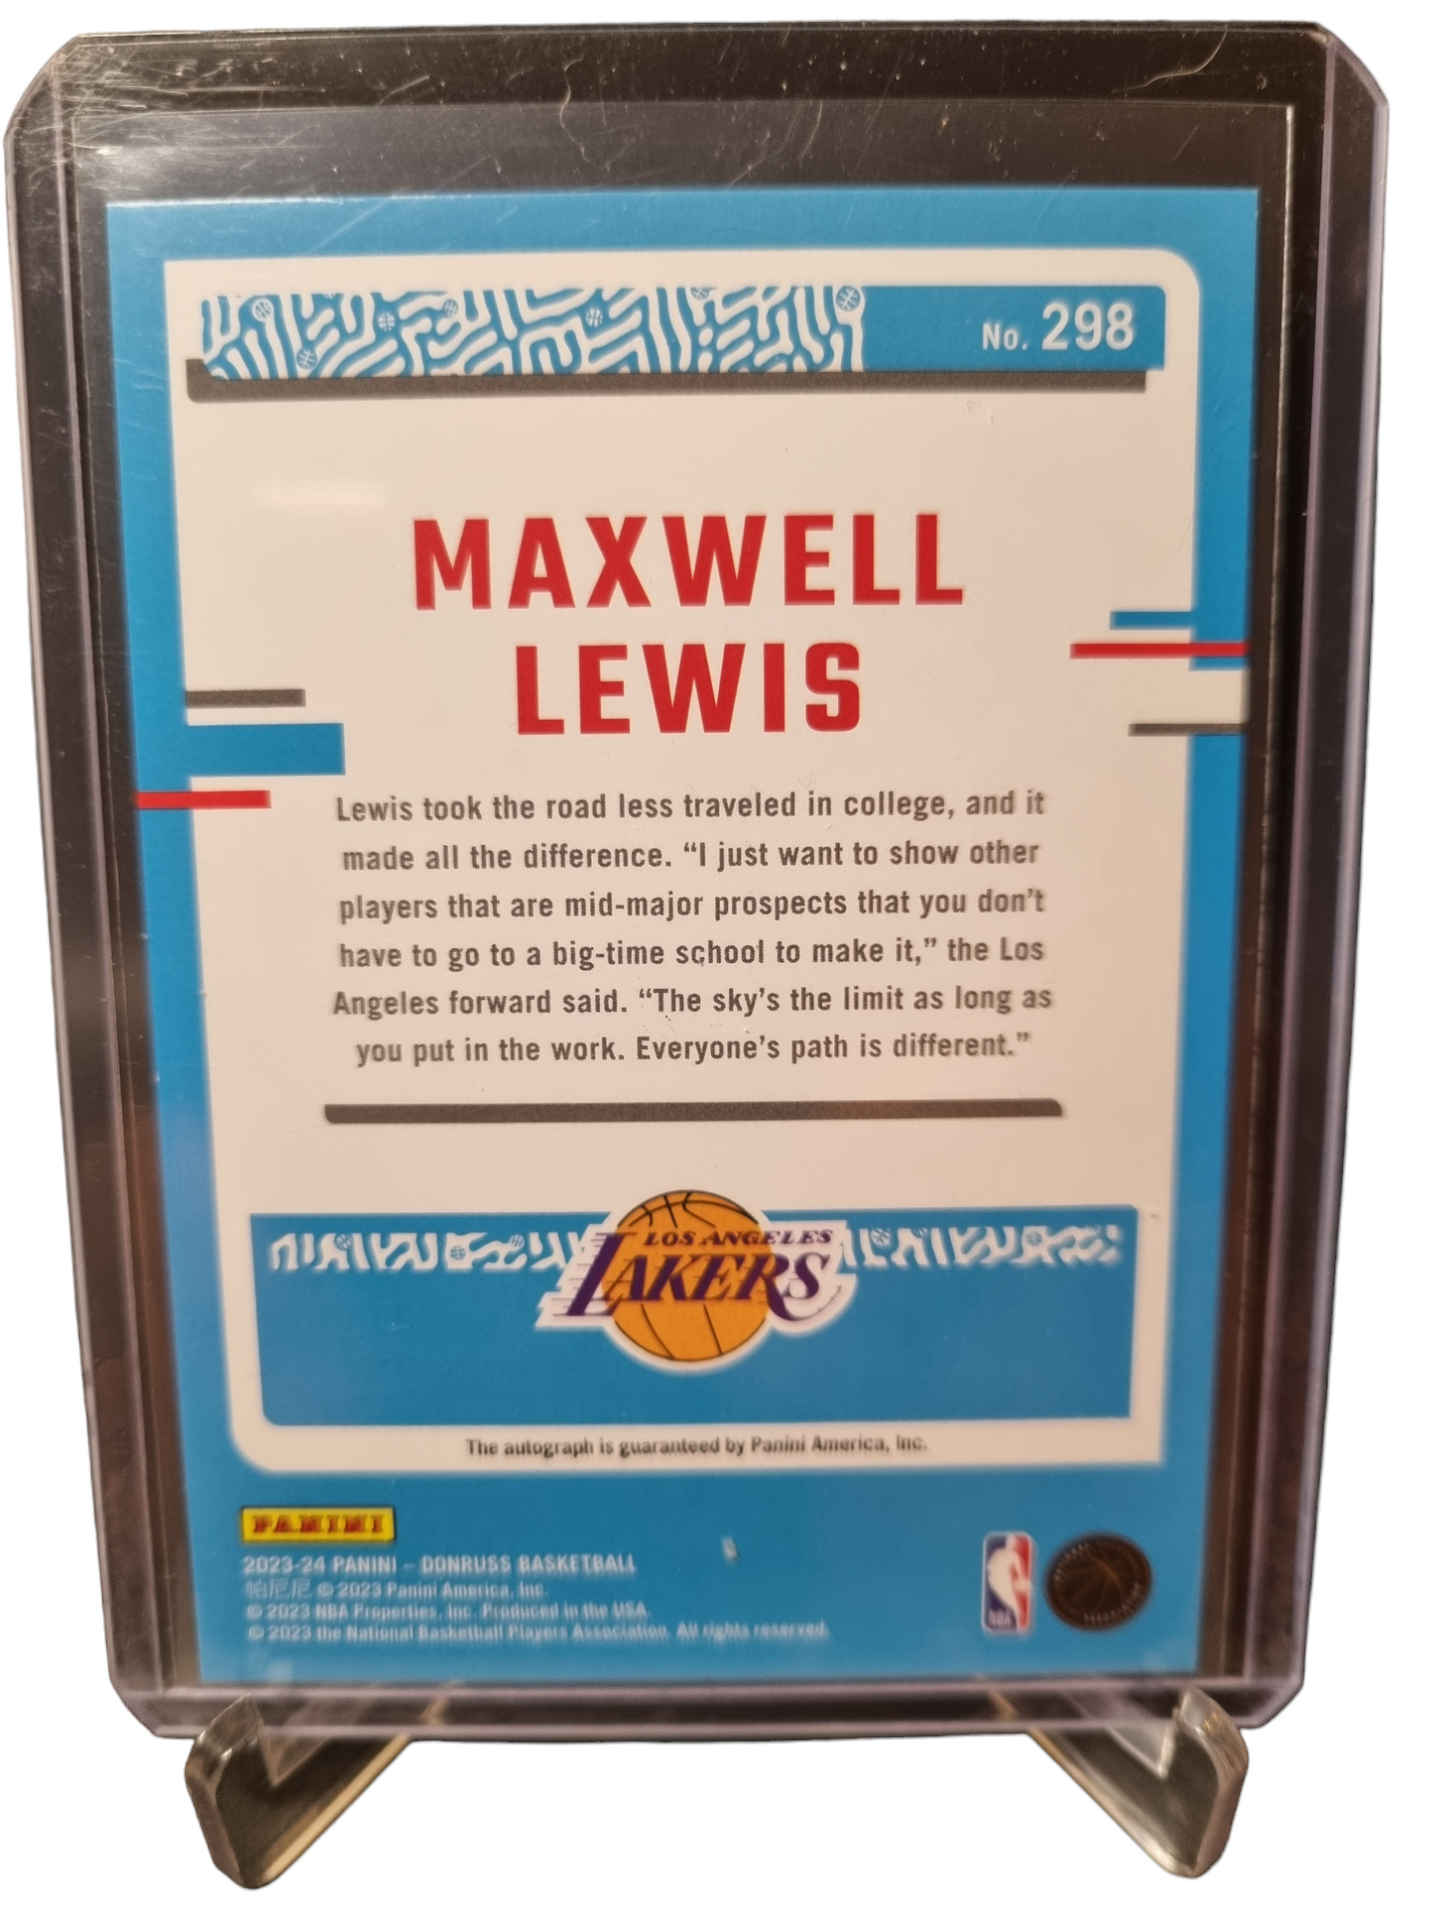 No. 298
MAXWELL
LEWIS
Lewis took the road less traveled in college, and it
made all the difference. “I just want to show other
players that are mid-major prospects that you don’t
have to go to a big-time school to make it,” the Los
Angeles forward said. “The sky’s the limit as long as
you put in the work. Everyone’s path is different.”
LOS ANGELES
LAKERS
The autograph is guaranteed by Panini America, Inc.
PANINI
2023-24 PANINI – DONRUSS BASKETBALL
帕尼尼 © 2023 Panini America, Inc.
© 2023 NBA Properties, Inc. Produced in the USA.
© 2023 the National Basketball Players Association. All rights reserved.
NBA